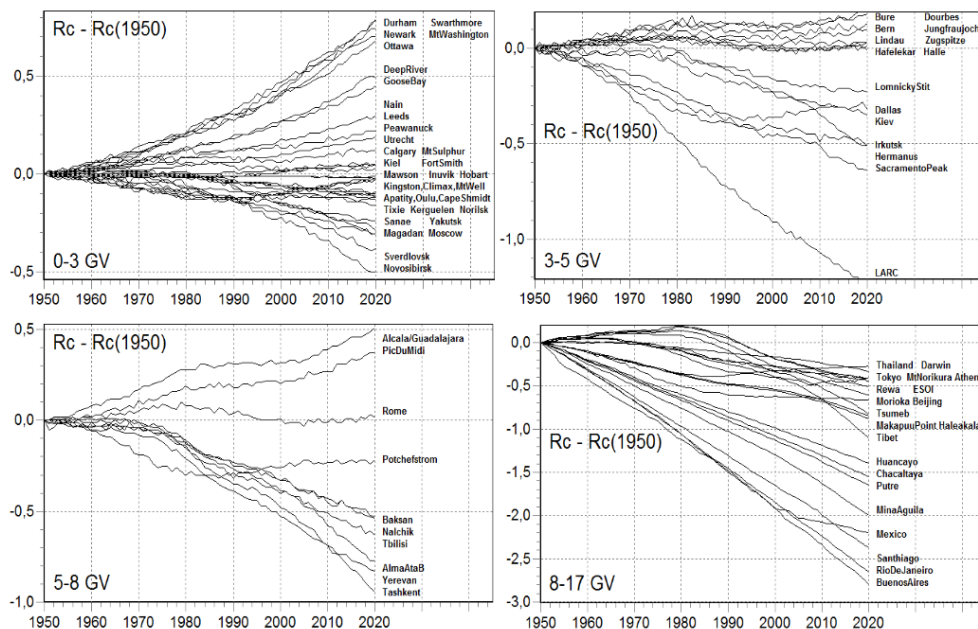 Rc - Rc(1950)
Durham Swarthmore
Newark MtWashington
Ottawa
DeepRiver
GooseBay
Nain
Leeds
Peawanuck
Utrecht
Calgary MtSulphur
Kiel FortSmith
Mawson Inuvik Hobart
Kingston,Climax,MtWell
Apatity,Oulu,CapeShmidt
Tixie Kerguelen Norilsk
Sanae Yakutsk
Magadan Moscow
Sverdlovsk
Novosibirsk
0-3 GV
0,5
0,0
-0,5
1950 1960 1970 1980 1990 2000 2010 2020
Bure Dourbes
Bern Jungfraujoch
Lindau Zugspitze
Hafelekar Halle
LomnickyStit
Dallas
Kiev
Rc - Rc(1950)
Irkutsk
Hermanus
SacramentoPeak
LARC
3-5 GV
0,0
-0,5
-1,0
1950 1960 1970 1980 1990 2000 2010 2020
Rc - Rc(1950)
Alcala/Guadalajara
PicDuMidi
Rome
Potchefstrom
Baksan
Nalchik
Tbilisi
AlmaAtaB
Yerevan
Tashkent
5-8 GV
0,5
0,0
-0,5
-1,0
1950 1960 1970 1980 1990 2000 2010 2020
Thailand Darwin
Tokyo MtNorikura Athen
Rewa ESOI
Morioka Beijing
Tsumeb
MakapuuPoint,Haleakala
Tibet
Rc - Rc(1950)
Huancayo
Chacaltaya
Putre
MinaAguila
Mexico
Santhiago
RioDeJaneiro
BuenosAires
8-17 GV
0,0
-0,5
-1,0
-1,5
-2,0
-2,5
-3,0
1950 1960 1970 1980 1990 2000 2010 2020